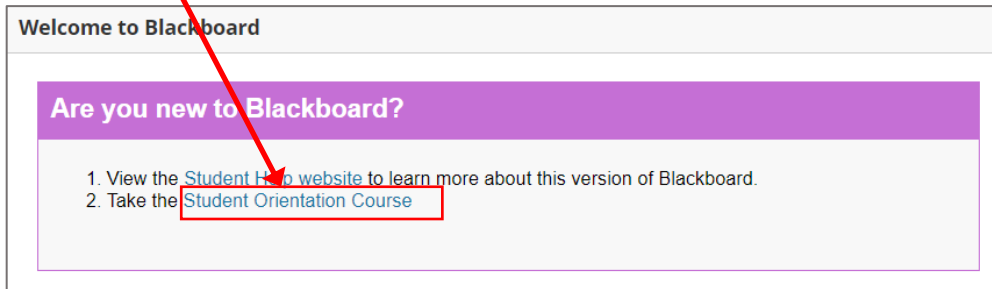 Welcome to Blackboard
Are you new to Blackboard?
1. View the Student Help website to learn more about this version of Blackboard.
2. Take the Student Orientation Course